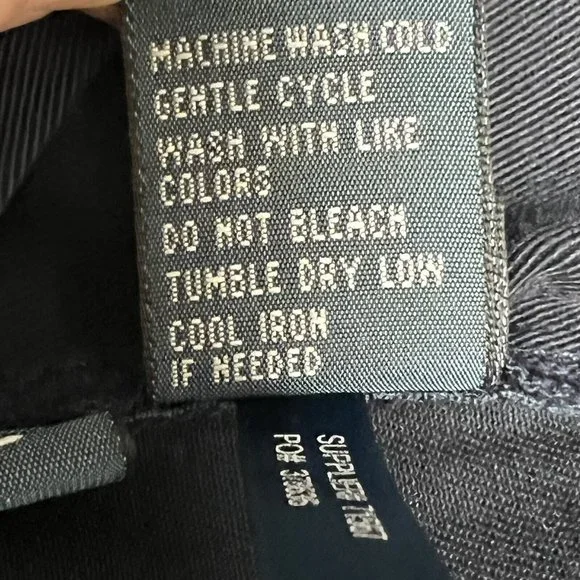 MACHINE WASH COLD
GENTLE CYCLE
WASH WITH LIKE
COLORS
DO NOT BLEACH
TUMBLE DRY LOW
COOL IRON
IF NEEDED
PO#